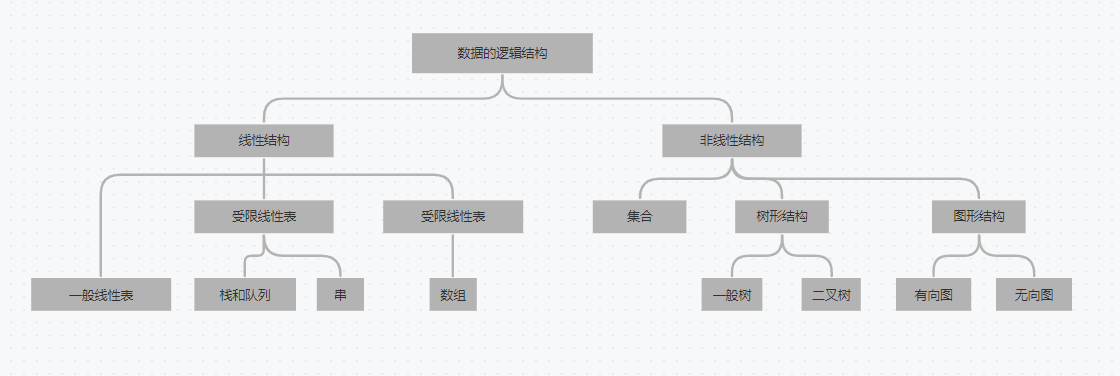 数据的逻辑结构
线性结构
非线性结构
受限线性表
受限线性表
集合
树形结构
图形结构
一般线性表
栈和队列
串
数组
一般树
二叉树
有向图
无向图